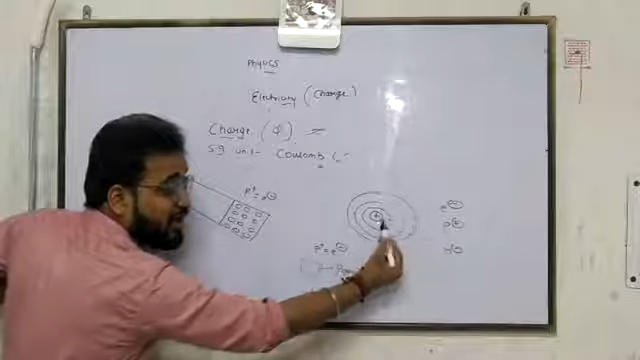 Physics
Electricity (Charge)
Charge (Q) =
S.I unit- Coulomb
P⁺ = e⊖
e⊖
P⊕
P⁺ = e⊖